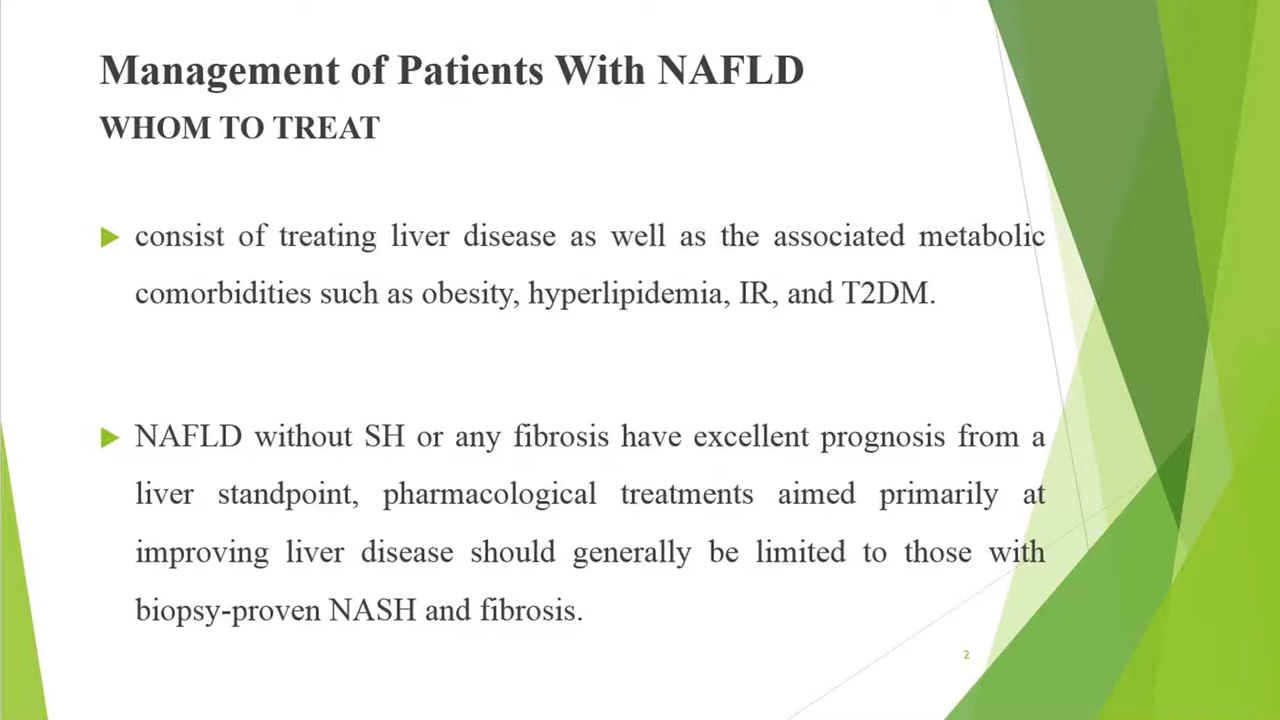 Management of Patients With NAFLD
WHOM TO TREAT
consist of treating liver disease as well as the associated metabolic
comorbidities such as obesity, hyperlipidemia, IR, and T2DM.
NAFLD without SH or any fibrosis have excellent prognosis from a
liver standpoint, pharmacological treatments aimed primarily at
improving liver disease should generally be limited to those with
biopsy-proven NASH and fibrosis.
2